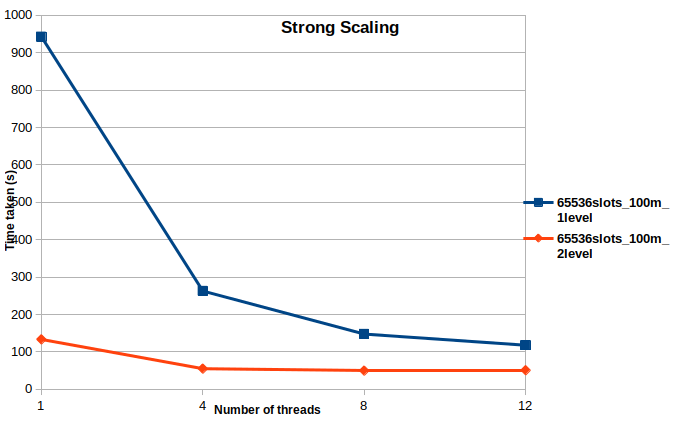 Strong Scaling
1000
900
800
700
600
500
400
300
200
100
0
Time taken (s)
1
4
8
12
Number of threads
65536slots_100m_
1level
65536slots_100m_
2level